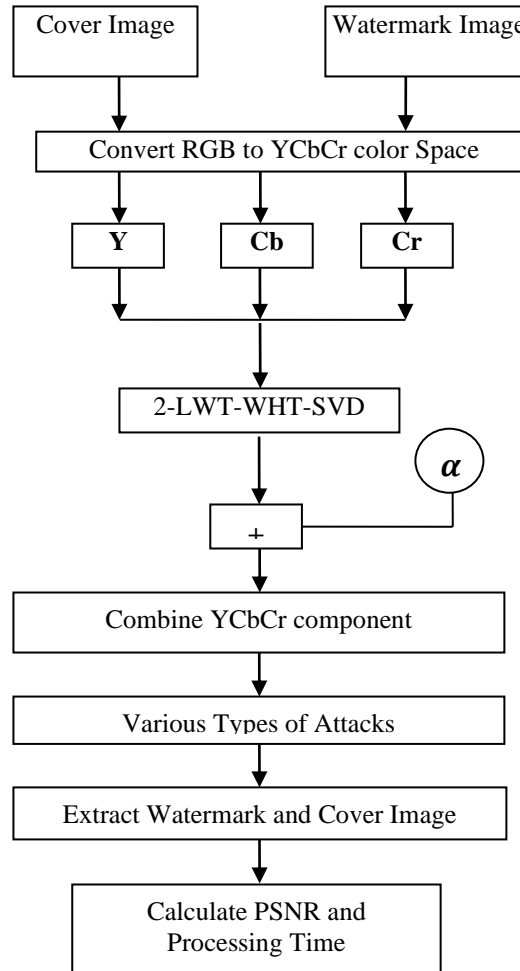 Cover Image
Watermark Image
Convert RGB to YCbCr color Space
Y
Cb
Cr
2-LWT-WHT-SVD
α
+
Combine YCbCr component
Various Types of Attacks
Extract Watermark and Cover Image
Calculate PSNR and
Processing Time